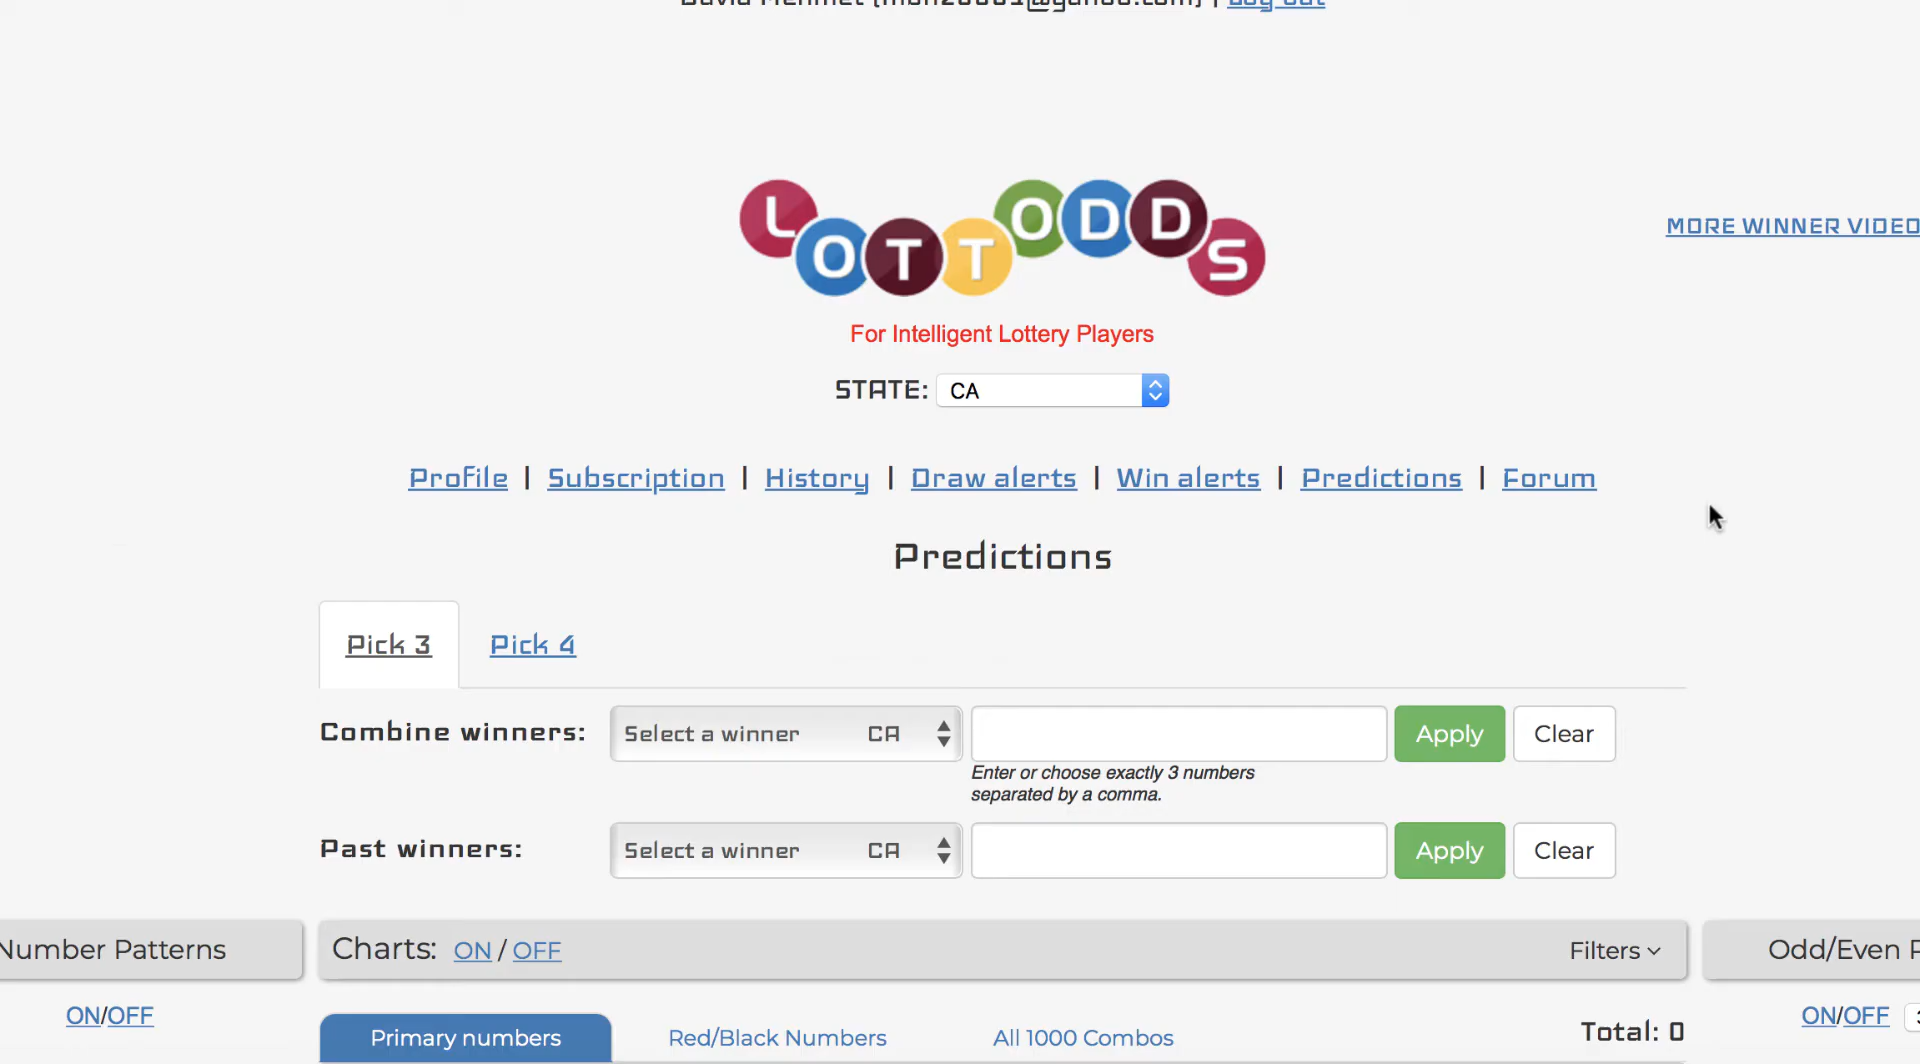 LOTTODDS
MORE WINNER VIDEO
For Intelligent Lottery Players
STATE: CA
Profile | Subscription | History | Draw alerts | Win alerts | Predictions | Forum
Predictions
Pick 3 Pick 4
Combine winners: Select a winner CA Apply Clear
Enter or choose exactly 3 numbers
separated by a comma.
Past winners: Select a winner CA Apply Clear
Number Patterns Charts: ON / OFF Filters Odd/Even
ON/OFF ON/OFF
Primary numbers Red/Black Numbers All 1000 Combos Total: 0